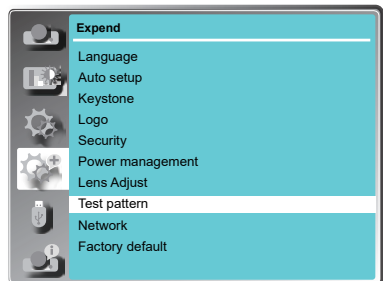 Expend
Language
Auto setup
Keystone
Logo
Security
Power management
Lens Adjust
Test pattern
Network
Factory default